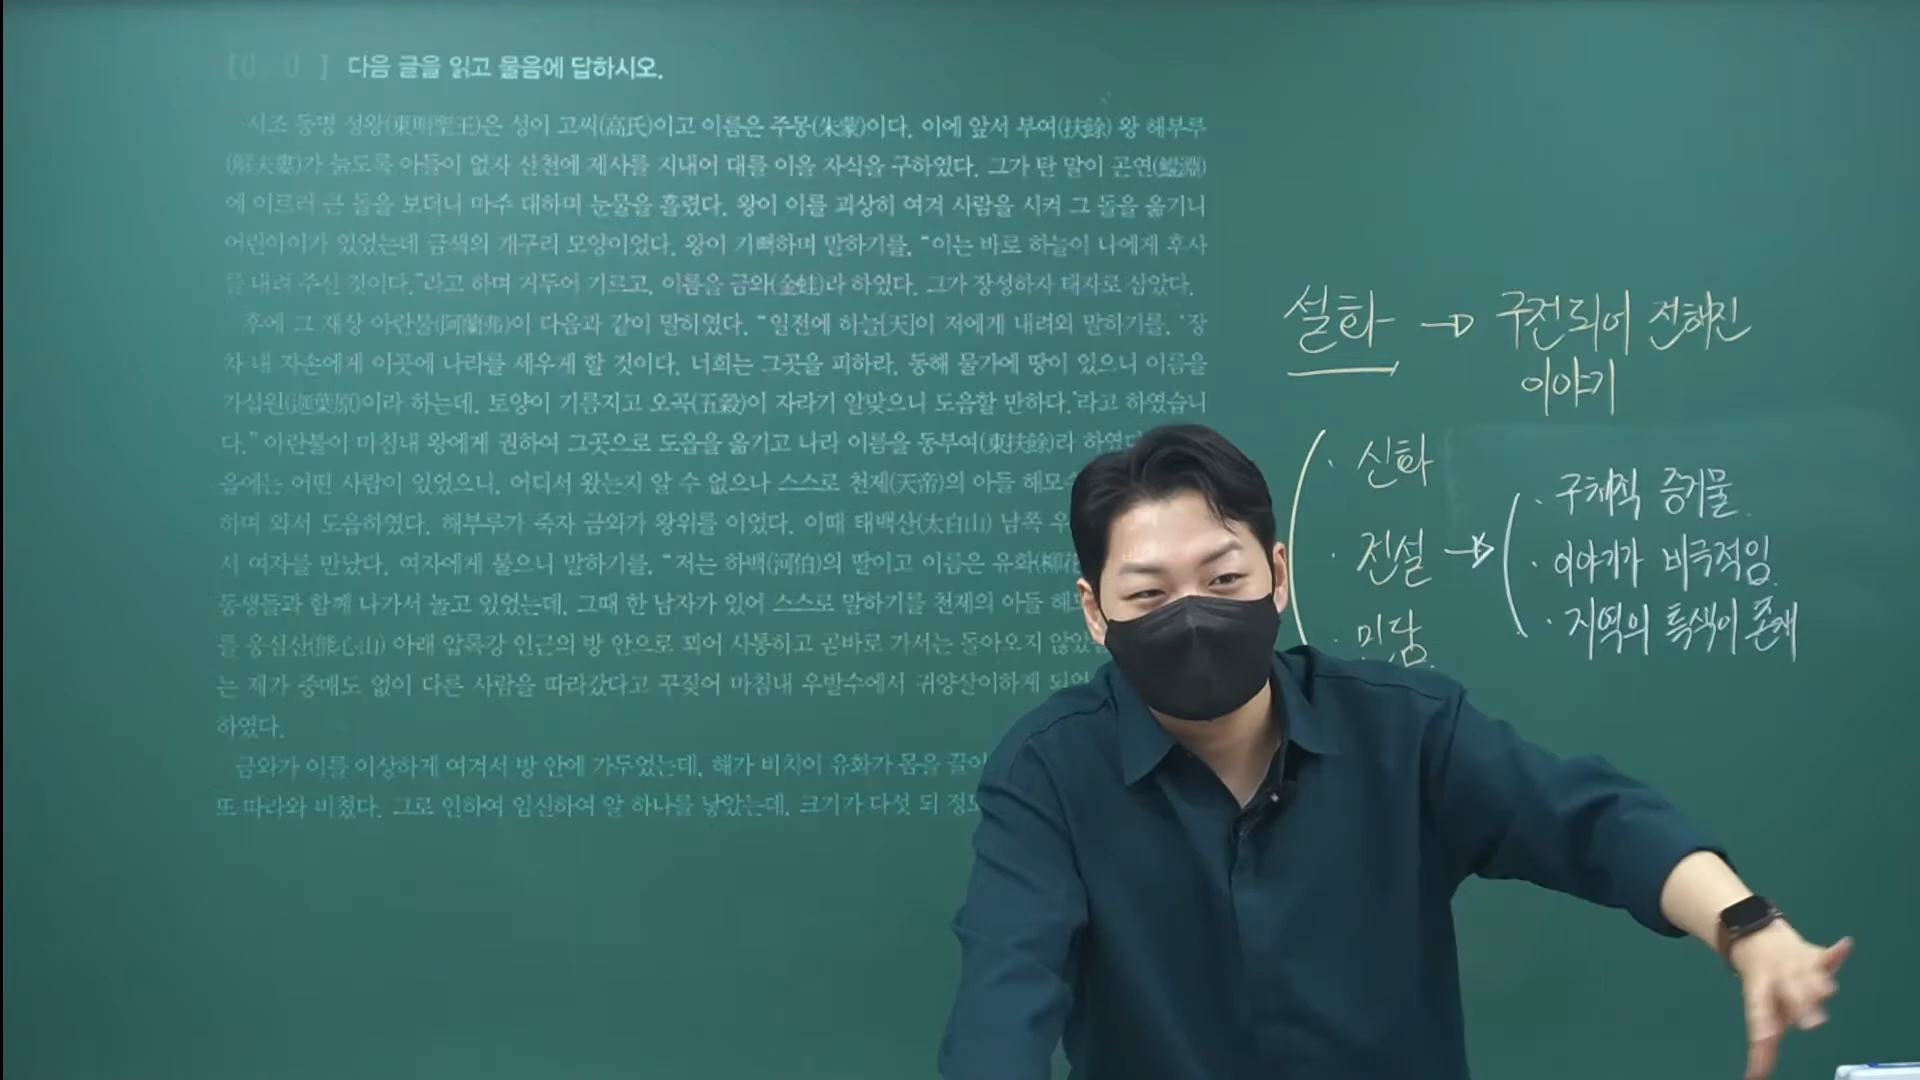 다음 글을 읽고 물음에 답하시오.
시조 동명 성왕(東明聖王)은 성이 고씨(高氏)이고 이름은 주몽(朱蒙)이다. 이에 앞서 부여(扶餘) 왕 해부루
(解夫婁)가 늙도록 아들이 없자 산천에 제사를 지내어 대를 이을 자식을 구하였다. 그가 탄 말이 곤연(鯤淵)
에 이르러 큰 돌을 보더니 마주 대하며 눈물을 흘렸다. 왕이 이를 괴상히 여겨 사람을 시켜 그 돌을 옮기니
어린아이가 있었는데 금색의 개구리 모양이었다. 왕이 기뻐하며 말하기를, “이는 바로 하늘이 나에게 후사
를 내려 주신 것이다.”라고 하며 거두어 기르고, 이름을 금와(金蛙)라 하였다. 그가 장성하자 태자로 삼았다.
후에 그 재상 아란불(阿蘭弗)이 다음과 같이 말하였다. “일전에 하늘[天]이 저에게 내려와 말하기를, ‘장
차 내 자손에게 이곳에 나라를 세우게 할 것이다. 너희는 그곳을 피하라. 동해 물가에 땅이 있으니 이름을
가섭원(迦葉原)이라 하는데, 토양이 기름지고 오곡(五穀)이 자라기 알맞으니 도읍할 만하다.’라고 하였습니
다.” 아란불이 마침내 왕에게 권하여 그곳으로 도읍을 옮기고 나라 이름을 동부여(東扶餘)라 하였다
읍에는 어떤 사람이 있었으니, 어디서 왔는지 알 수 없으나 스스로 천제(天帝)의 아들 해모수
하며 와서 도읍하였다. 해부루가 죽자 금와가 왕위를 이었다. 이때 태백산(太白山) 남쪽 우
서 여자를 만났다. 여자에게 물으니 말하기를, “저는 하백(河伯)의 딸이고 이름은 유화(柳花
동생들과 함께 나가서 놀고 있었는데, 그때 한 남자가 있어 스스로 말하기를 천제의 아들 해모
를 웅심산(熊心山) 아래 압록강 인근의 방 안으로 꾀어 사통하고 곧바로 가서는 돌아오지 않았
는 제가 중매도 없이 다른 사람을 따라갔다고 꾸짖어 마침내 우발수에서 귀양살이하게 되었
하였다.
금와가 이를 이상하게 여겨서 방 안에 가두었는데, 해가 비치어 유화가 몸을 끌어
또 따라와 비쳤다. 그로 인하여 임신하여 알 하나를 낳았는데, 크기가 다섯 되 정도
설화 → 구전되어 전해진
이야기
· 신화
· 전설 → · 구체적 증거물.
· 이야기가 비극적임.
· 지역의 특색이 존재
· 민담.